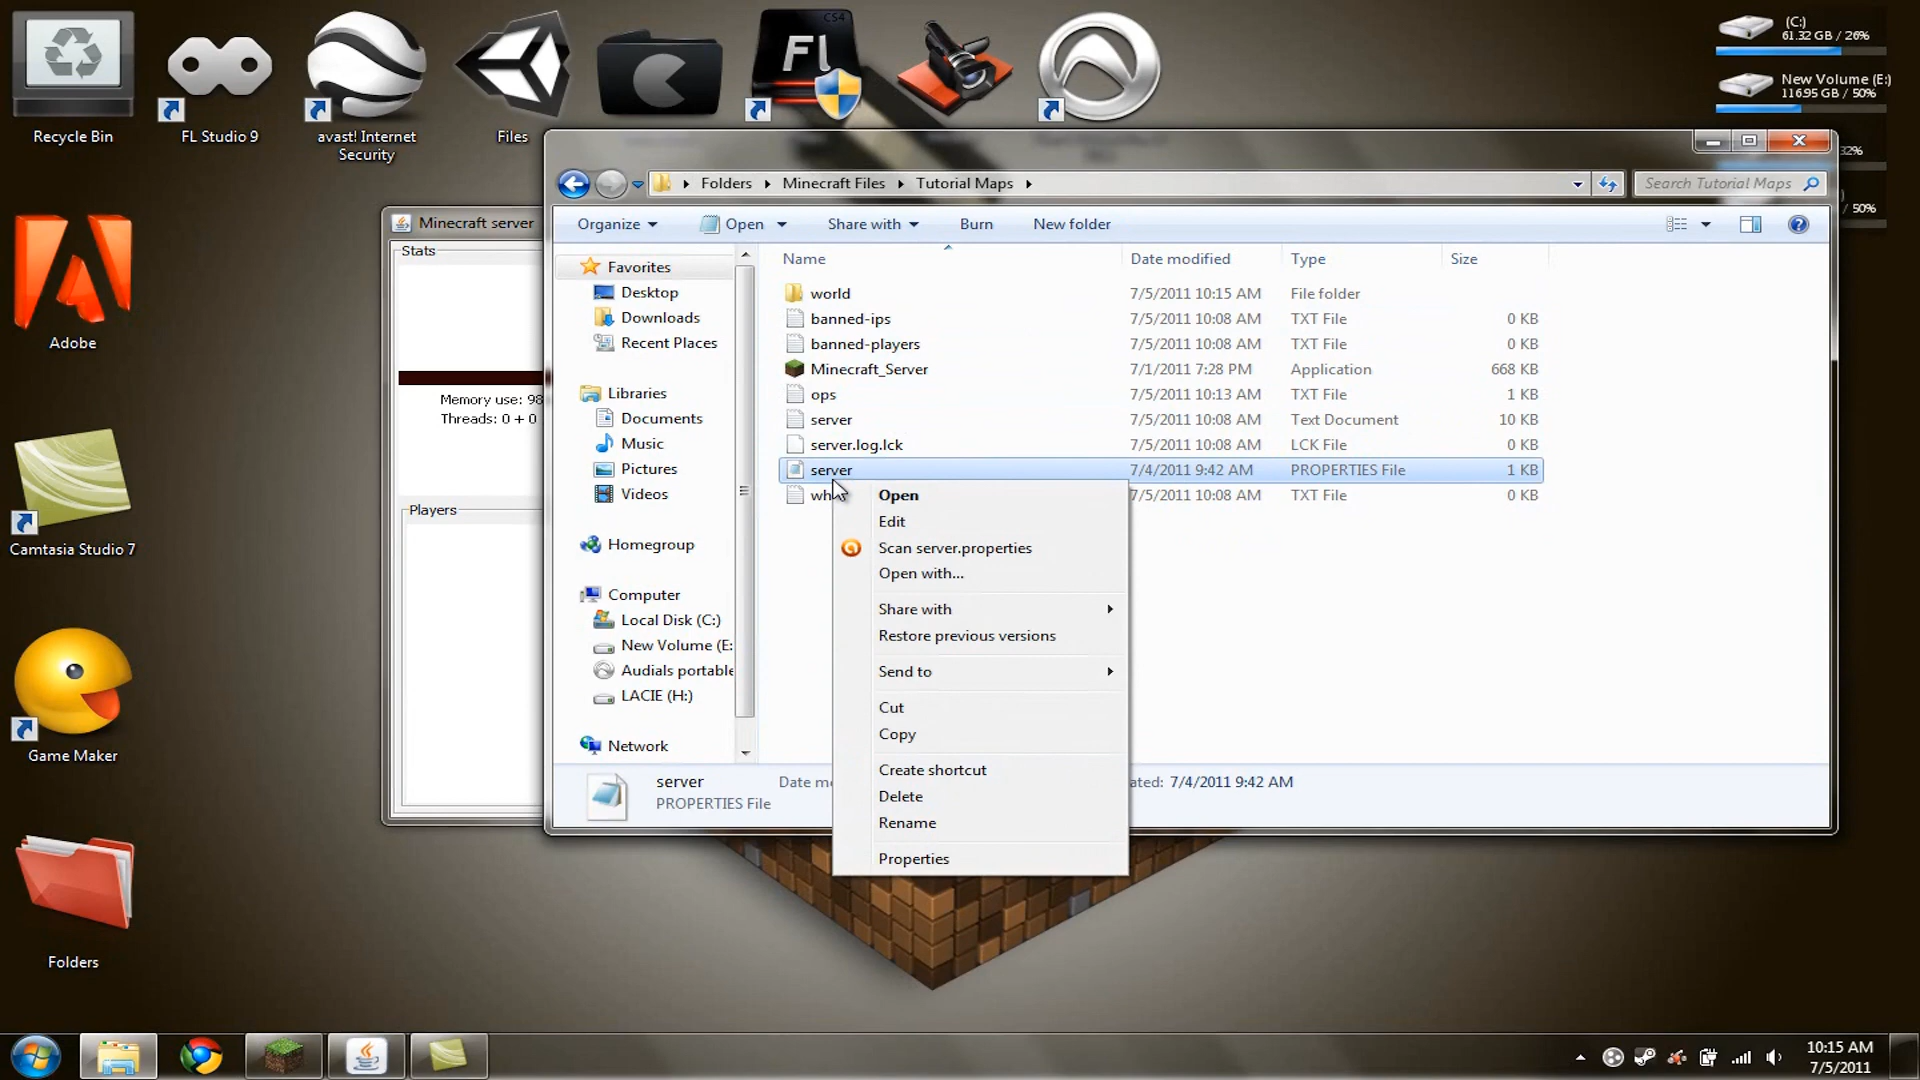 CS4
FL
Recycle Bin
FL Studio 9
avast! Internet
Security
Files
(C:)
61.32 GB / 26%
New Volume (E:)
116.95 GB / 50%
32%
/ 50%
Adobe
Camtasia Studio 7
Game Maker
Folders
Minecraft server
Stats
Memory use: 98
Threads: 0 + 0
Players
Folders
Minecraft Files
Tutorial Maps
Search Tutorial Maps
Organize
Open
Share with
Burn
New folder
Favorites
Desktop
Downloads
Recent Places
Libraries
Documents
Music
Pictures
Videos
Homegroup
Computer
Local Disk (C:)
New Volume (E:
Audials portable
LACIE (H:)
Network
Name Date modified Type Size
world 7/5/2011 10:15 AM File folder
banned-ips 7/5/2011 10:08 AM TXT File 0 KB
banned-players 7/5/2011 10:08 AM TXT File 0 KB
Minecraft_Server 7/1/2011 7:28 PM Application 668 KB
ops 7/5/2011 10:13 AM TXT File 1 KB
server 7/5/2011 10:08 AM Text Document 10 KB
server.log.lck 7/5/2011 10:08 AM LCK File 0 KB
server 7/4/2011 9:42 AM PROPERTIES File 1 KB
wh 7/5/2011 10:08 AM TXT File 0 KB
Open
Edit
Scan server.properties
Open with...
Share with
Restore previous versions
Send to
Cut
Copy
Create shortcut
Delete
Rename
Properties
server Date mo ated: 7/4/2011 9:42 AM
PROPERTIES File
10:15 AM
7/5/2011